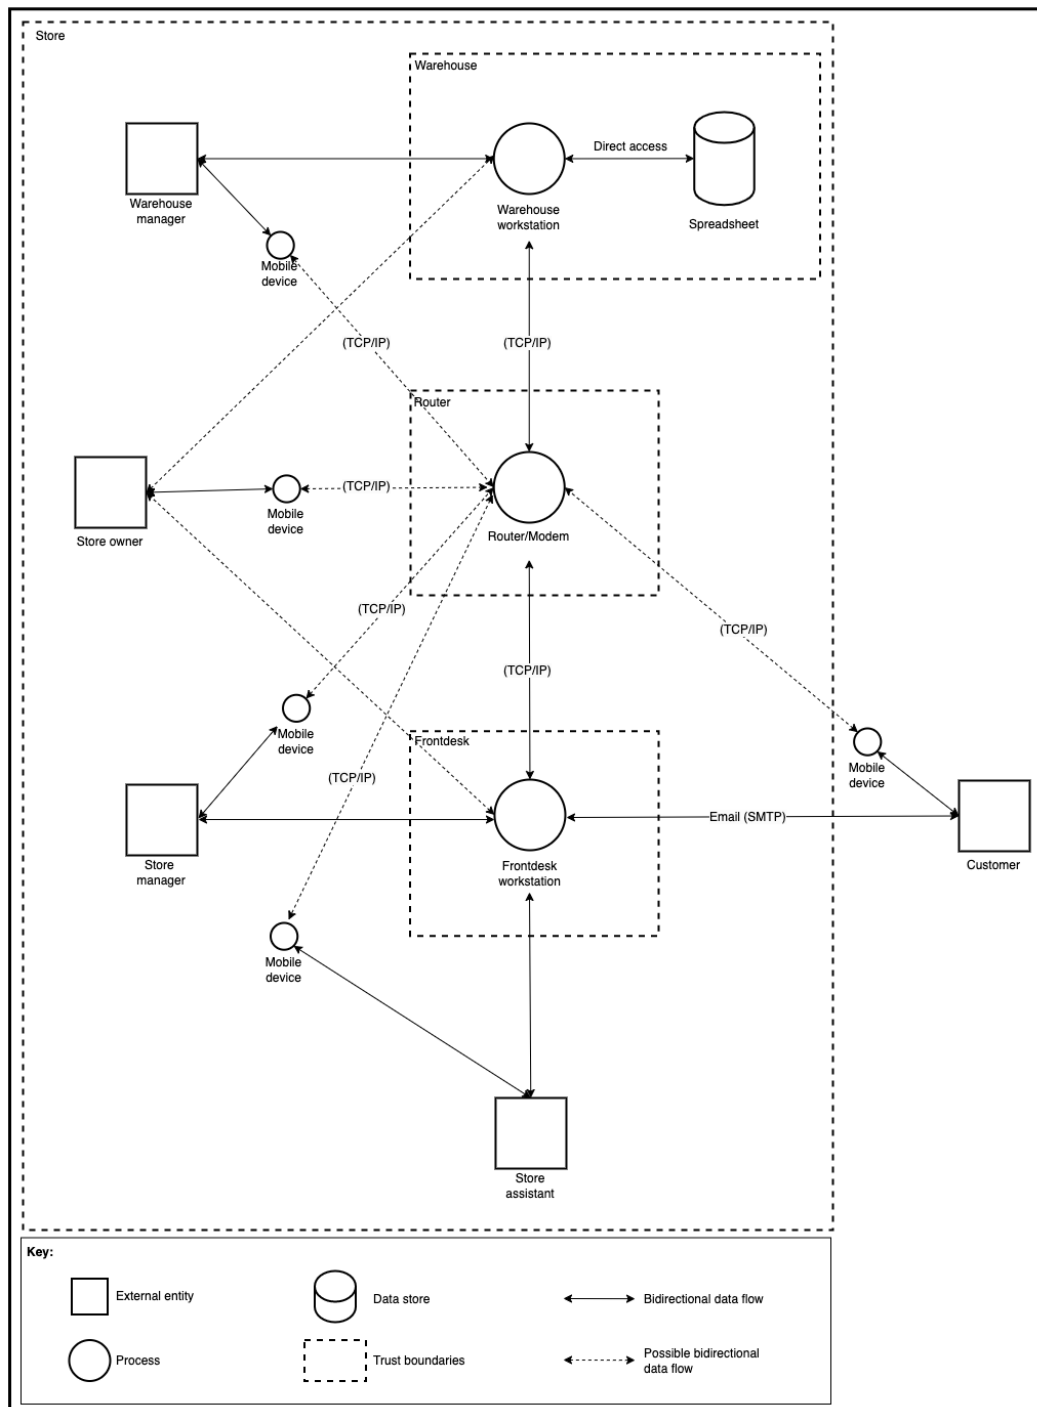 Store
Warehouse
Direct access
Warehouse
manager
Warehouse
workstation
Spreadsheet
Mobile
device
(TCP/IP)
(TCP/IP)
Router
(TCP/IP)
Mobile
device
Router/Modem
Store owner
(TCP/IP)
(TCP/IP)
(TCP/IP)
Mobile
device
Frontdesk
(TCP/IP)
Mobile
device
Email (SMTP)
Store
manager
Frontdesk
workstation
Customer
Mobile
device
Store
assistant
Key:
External entity
Data store
Bidirectional data flow
Process
Trust boundaries
Possible bidirectional
data flow